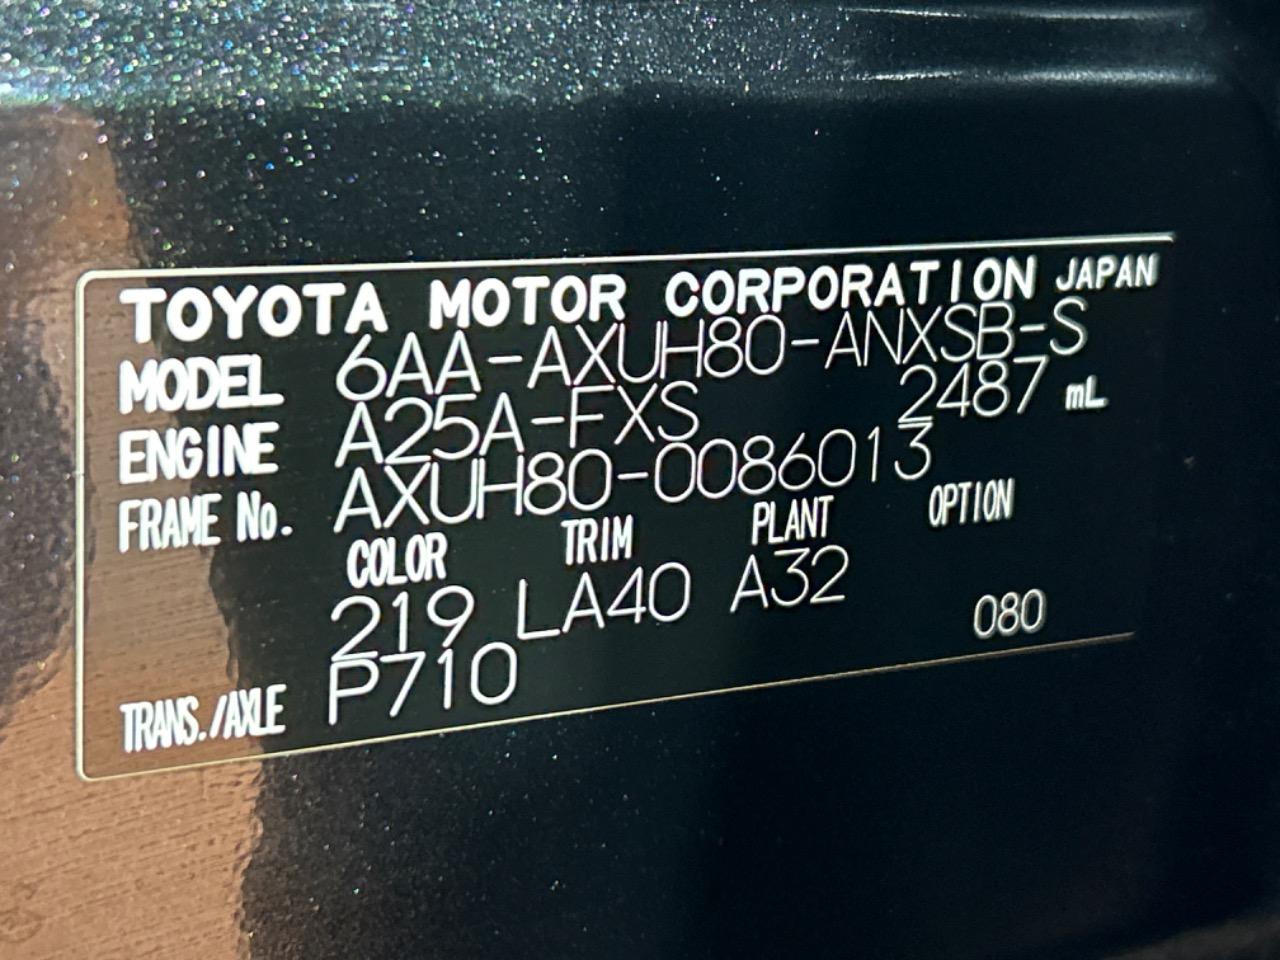 TOYOTA MOTOR CORPORATION JAPAN
MODEL 6AA-AXUH80-ANXSB-S
ENGINE A25A-FXS 2487 mL
FRAME No. AXUH80-0086013
COLOR TRIM PLANT OPTION
219 LA40 A32
080
TRANS./AXLE P710